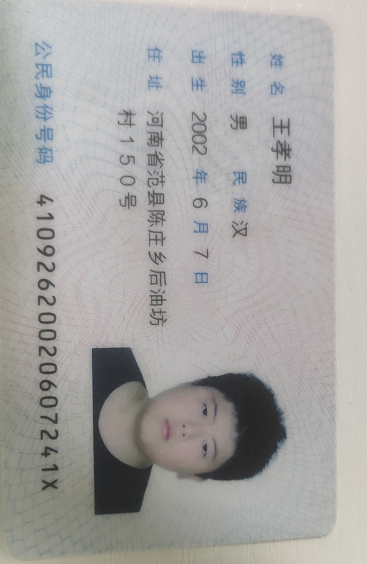 姓名 王孝明
性别 男 民族 汉
出生 2002 年 6 月 7 日
住址 河南省范县陈庄乡后油坊
村150号
公民身份号码 41092620020607241X